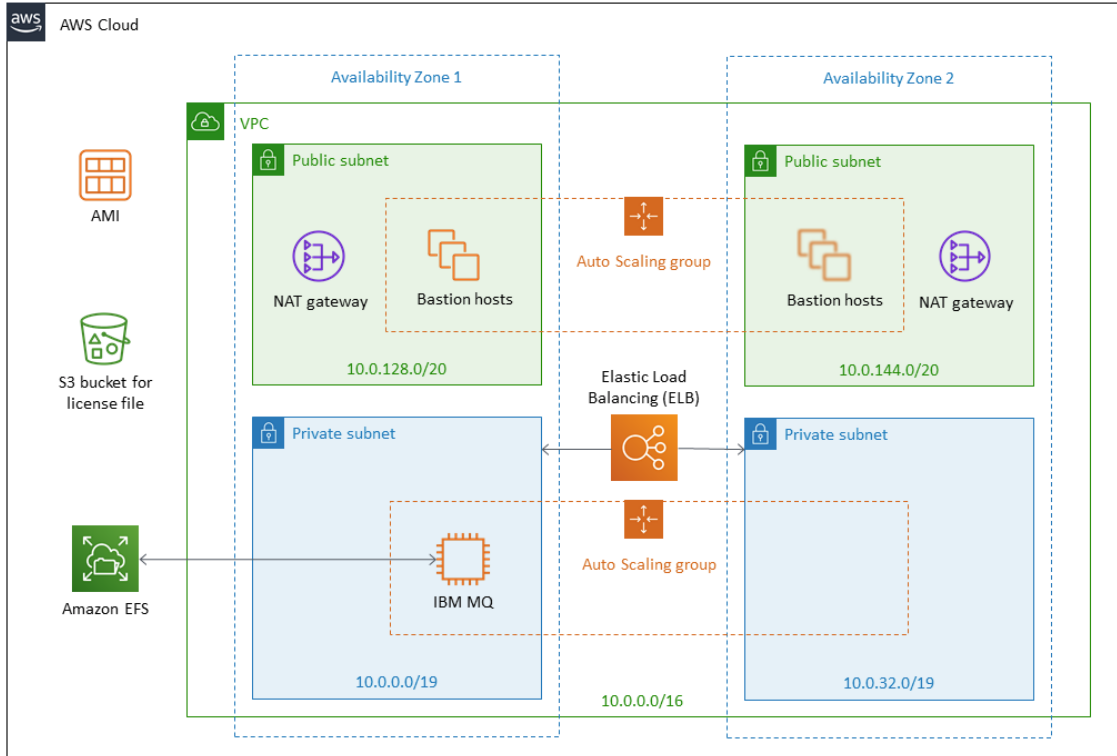 aws
AWS Cloud
Availability Zone 1
Availability Zone 2
VPC
Public subnet
Public subnet
AMI
Auto Scaling group
NAT gateway
Bastion hosts
Bastion hosts
NAT gateway
10.0.128.0/20
10.0.144.0/20
S3 bucket for
license file
Elastic Load
Balancing (ELB)
Private subnet
Private subnet
Auto Scaling group
Amazon EFS
IBM MQ
10.0.0.0/19
10.0.32.0/19
10.0.0.0/16